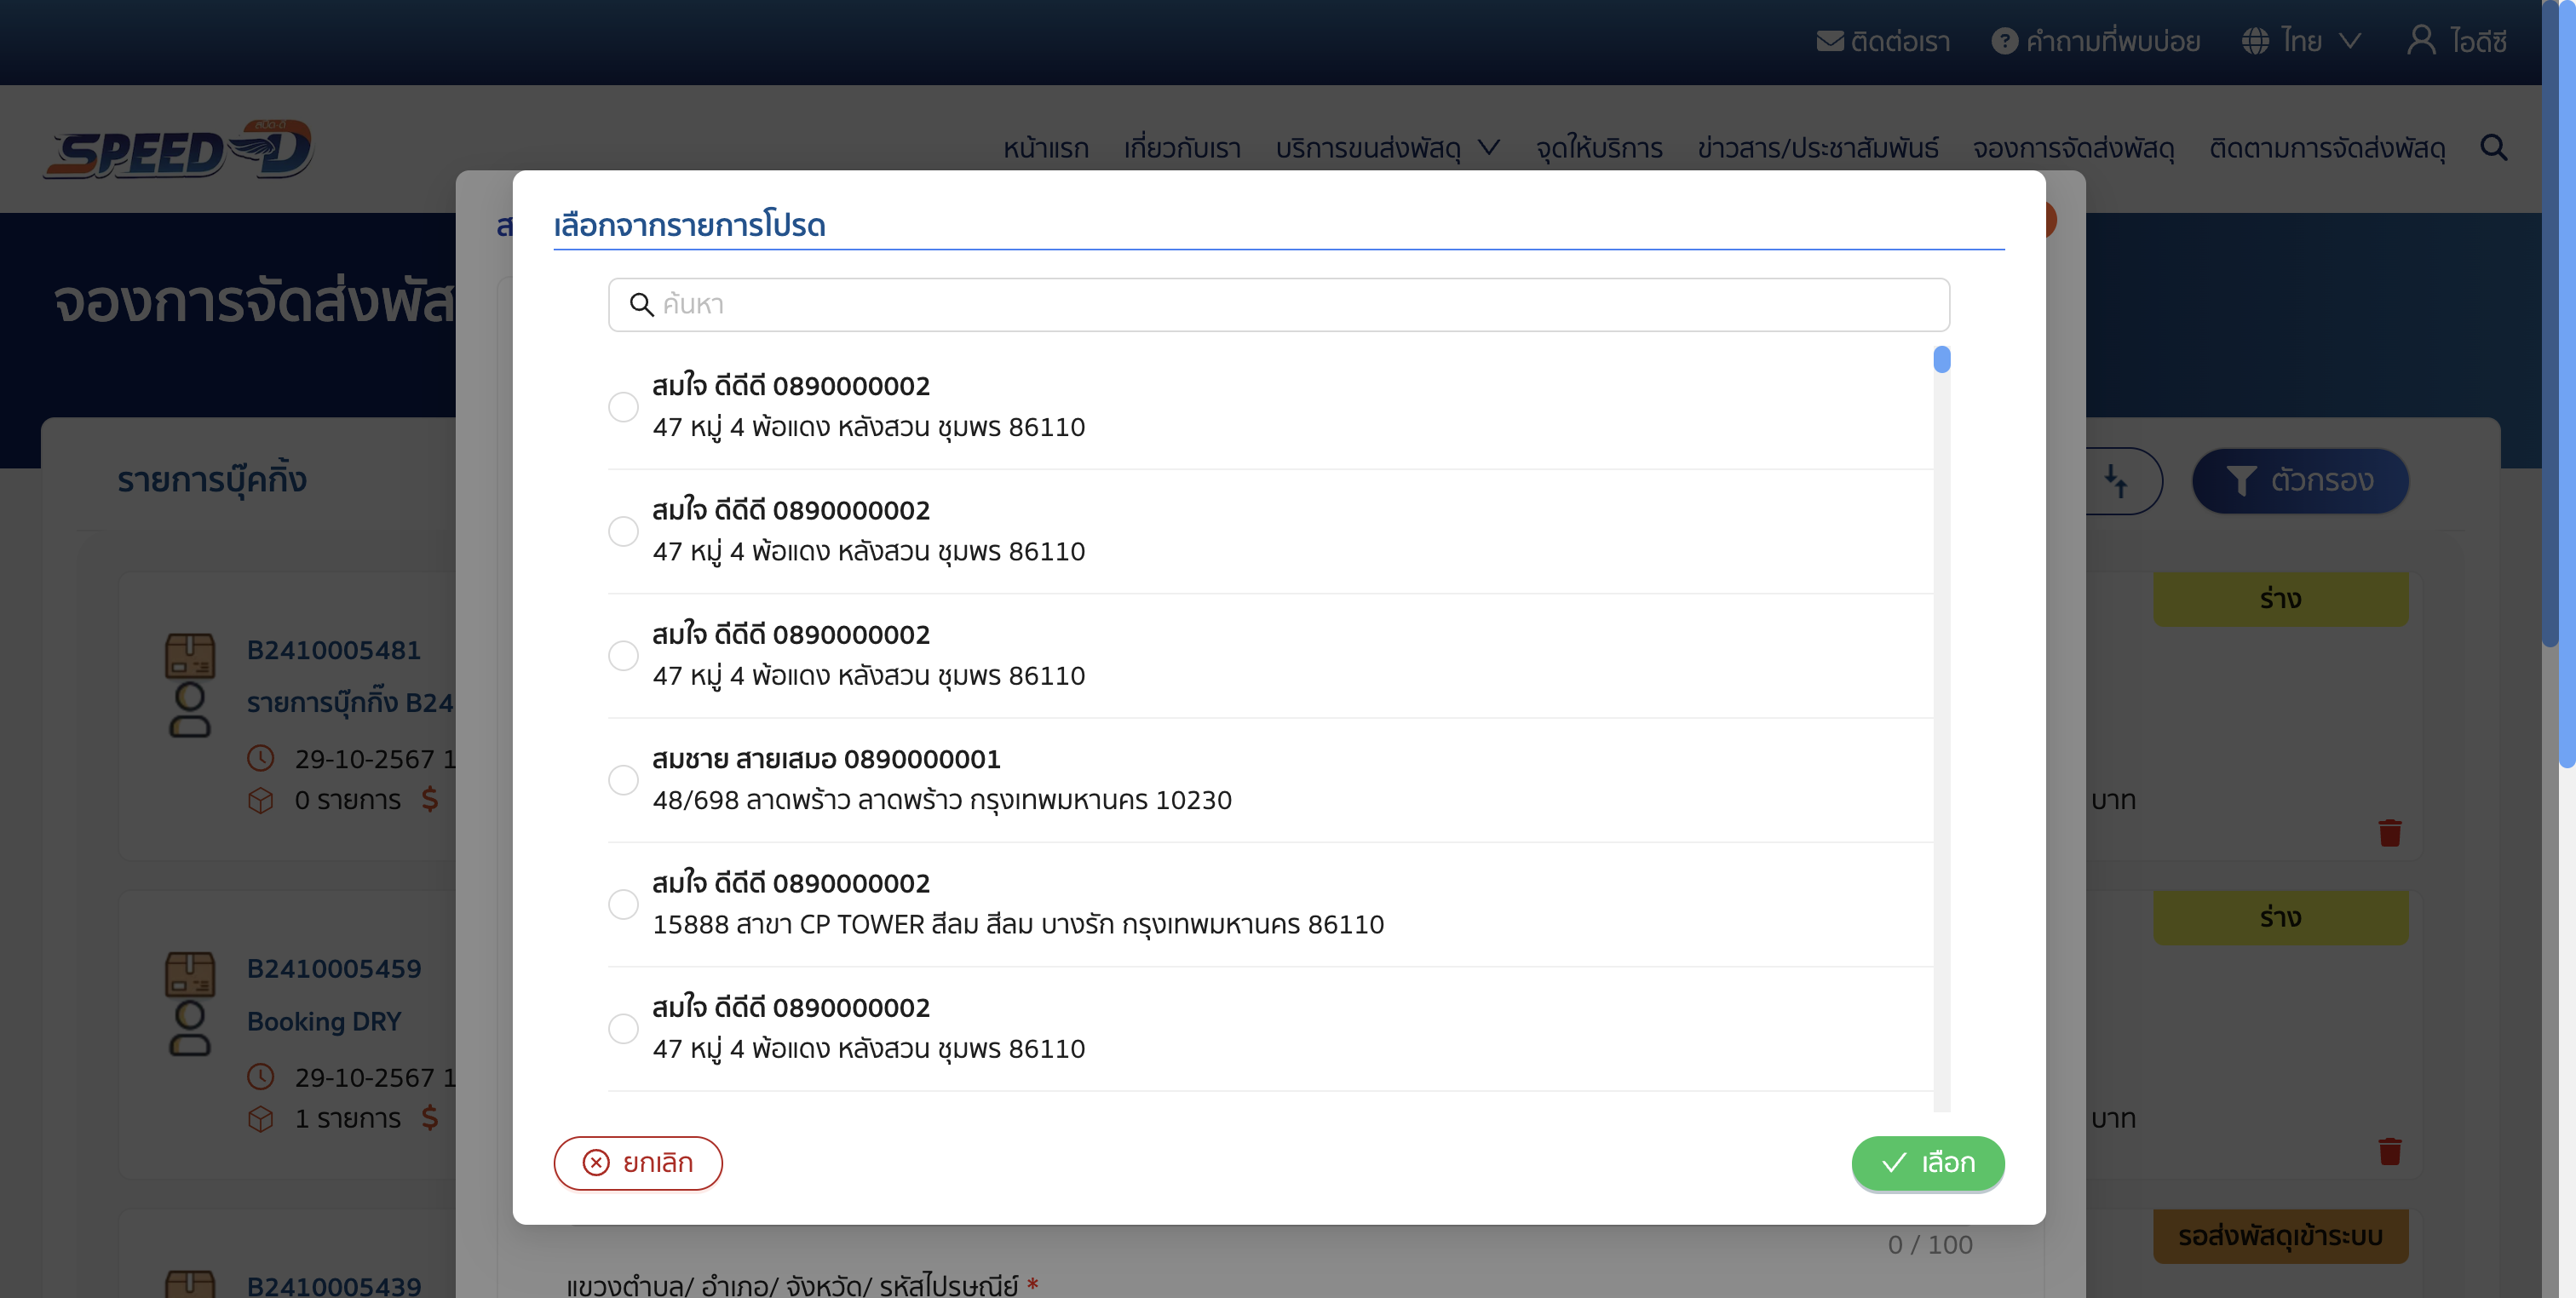 ติดต่อเรา คำถามที่พบบ่อย ไทย ไอดีซี
สปีด-ดี
SPEED-D
หน้าแรก เกี่ยวกับเรา บริการขนส่งพัสดุ จุดให้บริการ ข่าวสาร/ประชาสัมพันธ์ จองการจัดส่งพัสดุ ติดตามการจัดส่งพัสดุ
จองการจัดส่งพัส
เลือกจากรายการโปรด
ค้นหา
สมใจ ดีดีดี 0890000002
47 หมู่ 4 พ้อแดง หลังสวน ชุมพร 86110
สมใจ ดีดีดี 0890000002
47 หมู่ 4 พ้อแดง หลังสวน ชุมพร 86110
สมใจ ดีดีดี 0890000002
47 หมู่ 4 พ้อแดง หลังสวน ชุมพร 86110
สมชาย สายเสมอ 0890000001
48/698 ลาดพร้าว ลาดพร้าว กรุงเทพมหานคร 10230
สมใจ ดีดีดี 0890000002
15888 สาขา CP TOWER สีลม สีลม บางรัก กรุงเทพมหานคร 86110
สมใจ ดีดีดี 0890000002
47 หมู่ 4 พ้อแดง หลังสวน ชุมพร 86110
ยกเลิก เลือก
รายการบุ๊คกิ้ง ตัวกรอง
B2410005481 ร่าง
รายการบุ๊กกิ๊ง B24
29-10-2567 1
0 รายการ $ บาท
B2410005459 ร่าง
Booking DRY
29-10-2567 1
1 รายการ $ บาท
B2410005439 รอส่งพัสดุเข้าระบบ
0 / 100
แขวงตำบล/ อำเภอ/ จังหวัด/ รหัสไปรษณีย์ *